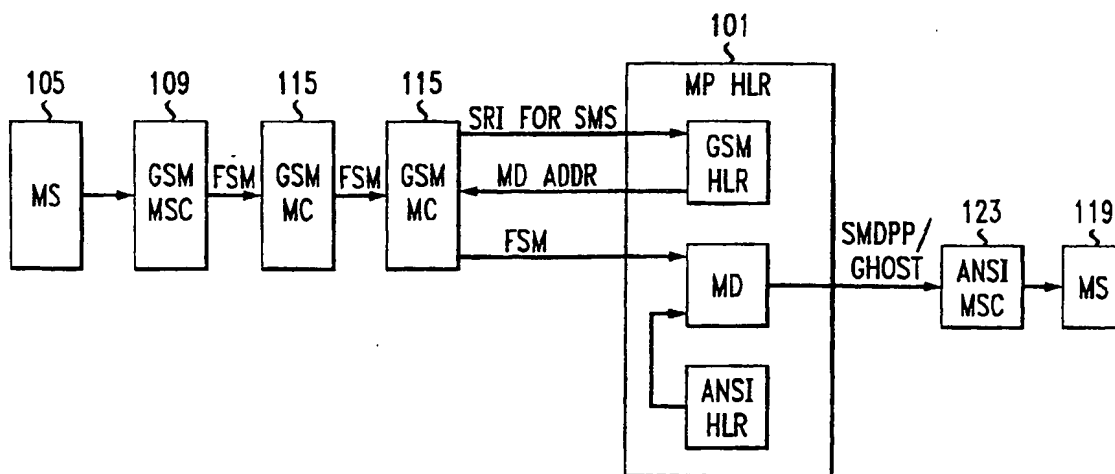 101
105
109
115
115
MP HLR
MS
GSM
MSC
FSM
GSM
MC
FSM
GSM
MC
SRI FOR SMS
MD ADDR
FSM
GSM
HLR
MD
ANSI
HLR
SMDPP/
GHOST
123
ANSI
MSC
119
MS